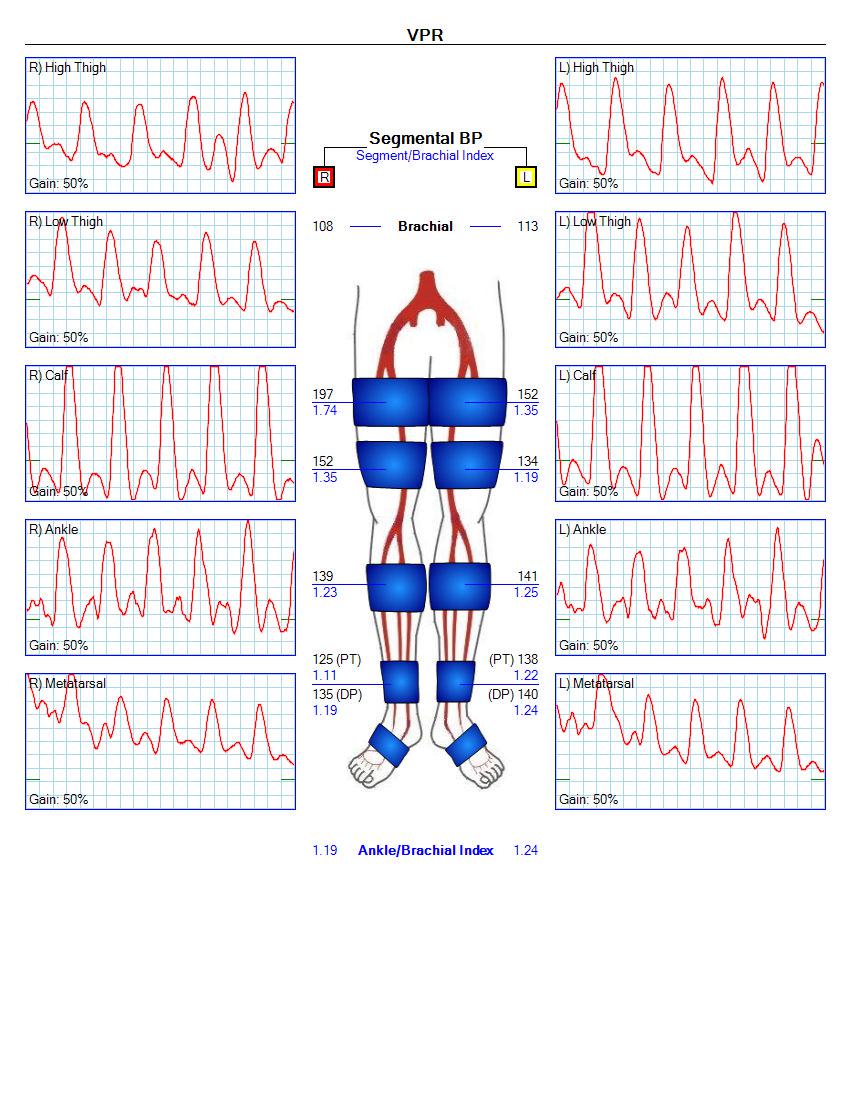 VPR
R) High Thigh
Gain: 50%
L) High Thigh
Gain: 50%
Segmental BP
Segment/Brachial Index
R
L
108 Brachial 113
R) Low Thigh
Gain: 50%
L) Low Thigh
Gain: 50%
R) Calf
Gain: 50%
L) Calf
Gain: 50%
197
1.74
152
1.35
152
1.35
134
1.19
R) Ankle
Gain: 50%
L) Ankle
Gain: 50%
139
1.23
141
1.25
125 (PT)
1.11
135 (DP)
1.19
(PT) 138
1.22
(DP) 140
1.24
R) Metatarsal
Gain: 50%
L) Metatarsal
Gain: 50%
1.19 Ankle/Brachial Index 1.24